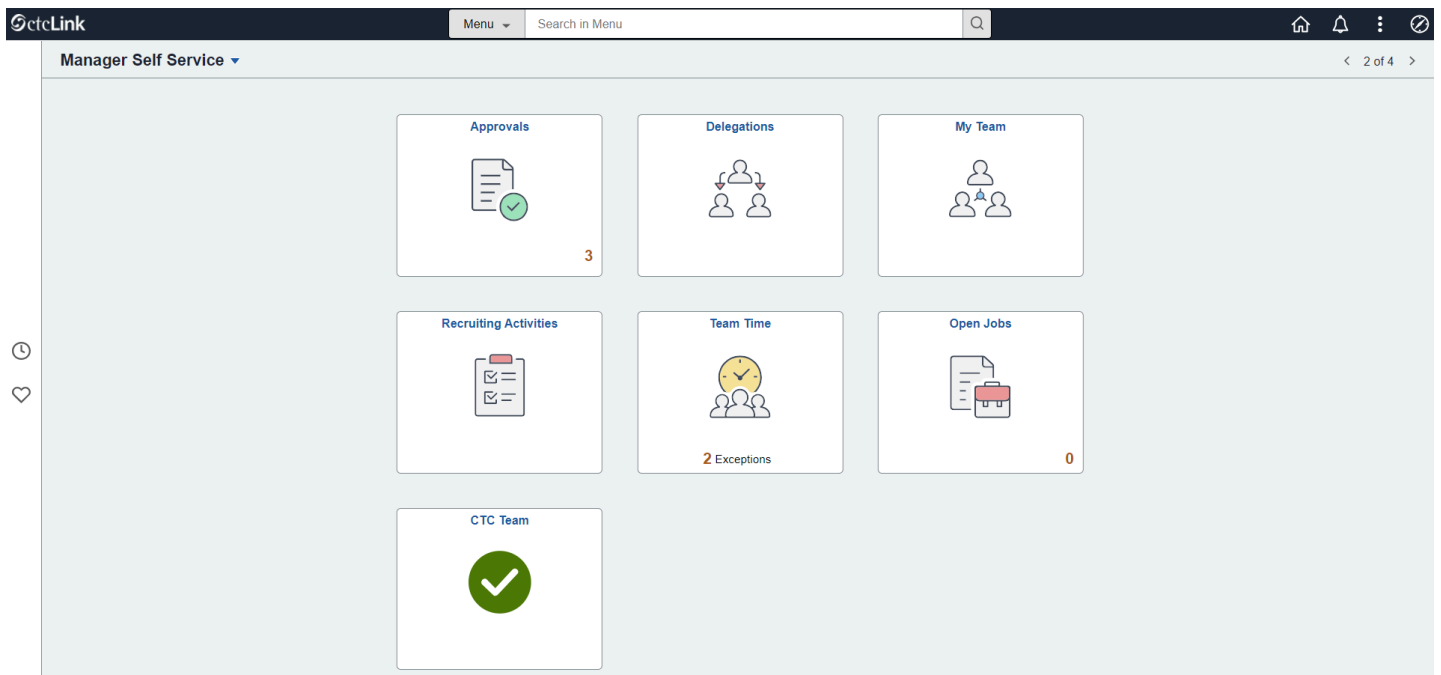 ctcLink
Menu
Search in Menu
Manager Self Service
2 of 4
Approvals
3
Delegations
My Team
Recruiting Activities
Team Time
2 Exceptions
Open Jobs
0
CTC Team